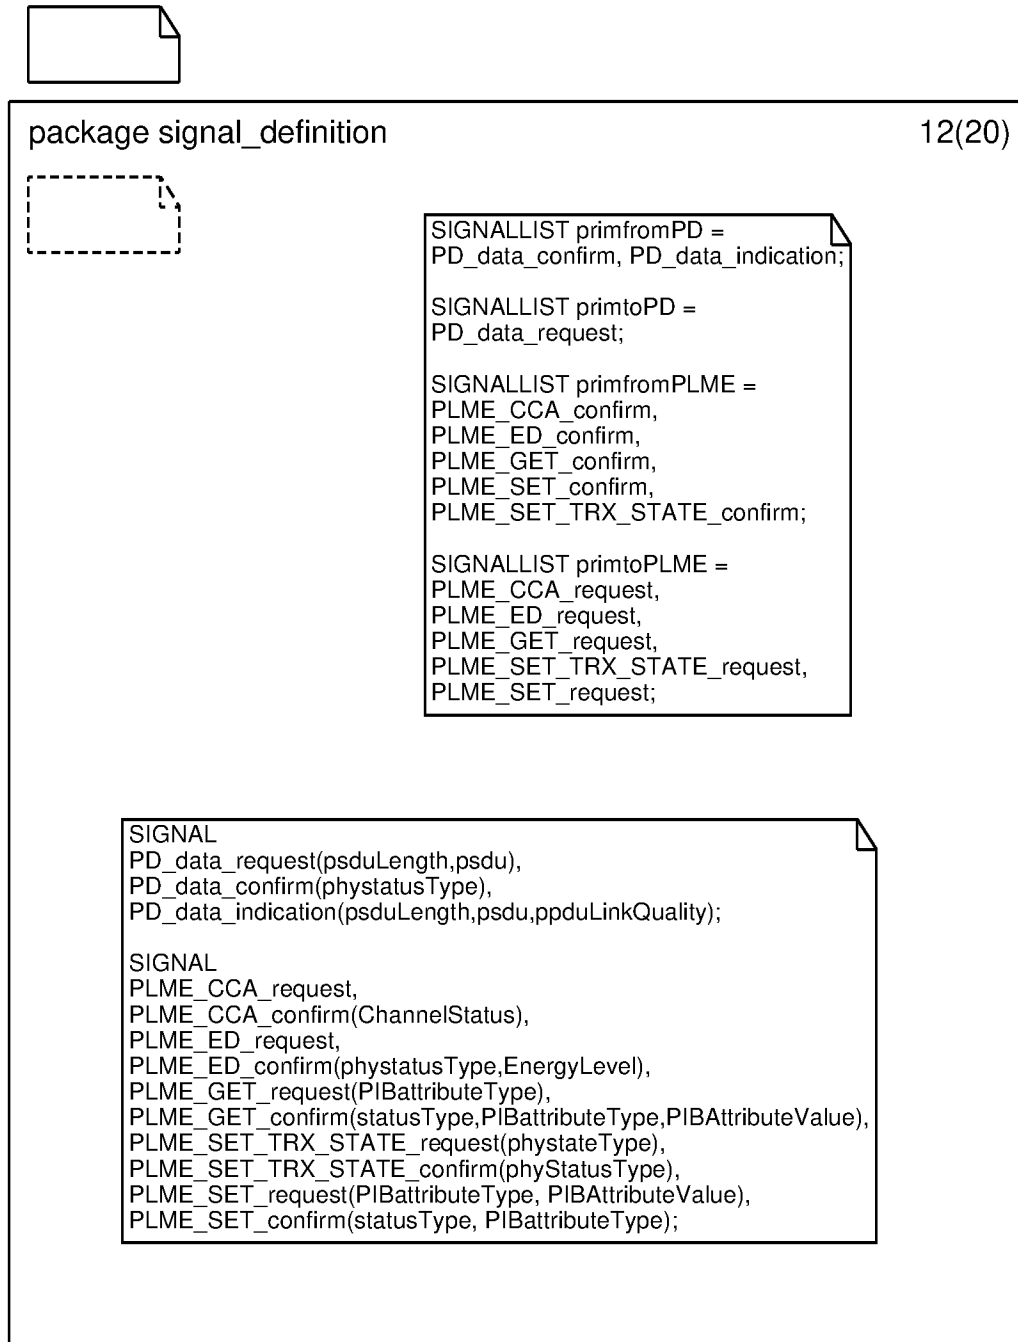 package signal_definition 12(20)
SIGNALLIST primfromPD =
PD_data_confirm, PD_data_indication;
SIGNALLIST primtoPD =
PD_data_request;
SIGNALLIST primfromPLME =
PLME_CCA_confirm,
PLME_ED_confirm,
PLME_GET_confirm,
PLME_SET_confirm,
PLME_SET_TRX_STATE_confirm;
SIGNALLIST primtoPLME =
PLME_CCA_request,
PLME_ED_request,
PLME_GET_request,
PLME_SET_TRX_STATE_request,
PLME_SET_request;
SIGNAL
PD_data_request(psduLength,psdu),
PD_data_confirm(phystatusType),
PD_data_indication(psduLength,psdu,ppduLinkQuality);
SIGNAL
PLME_CCA_request,
PLME_CCA_confirm(ChannelStatus),
PLME_ED_request,
PLME_ED_confirm(phystatusType,EnergyLevel),
PLME_GET_request(PIBattributeType),
PLME_GET_confirm(statusType,PIBattributeType,PIBAttributeValue),
PLME_SET_TRX_STATE_request(phystateType),
PLME_SET_TRX_STATE_confirm(phyStatusType),
PLME_SET_request(PIBattributeType, PIBAttributeValue),
PLME_SET_confirm(statusType, PIBattributeType);